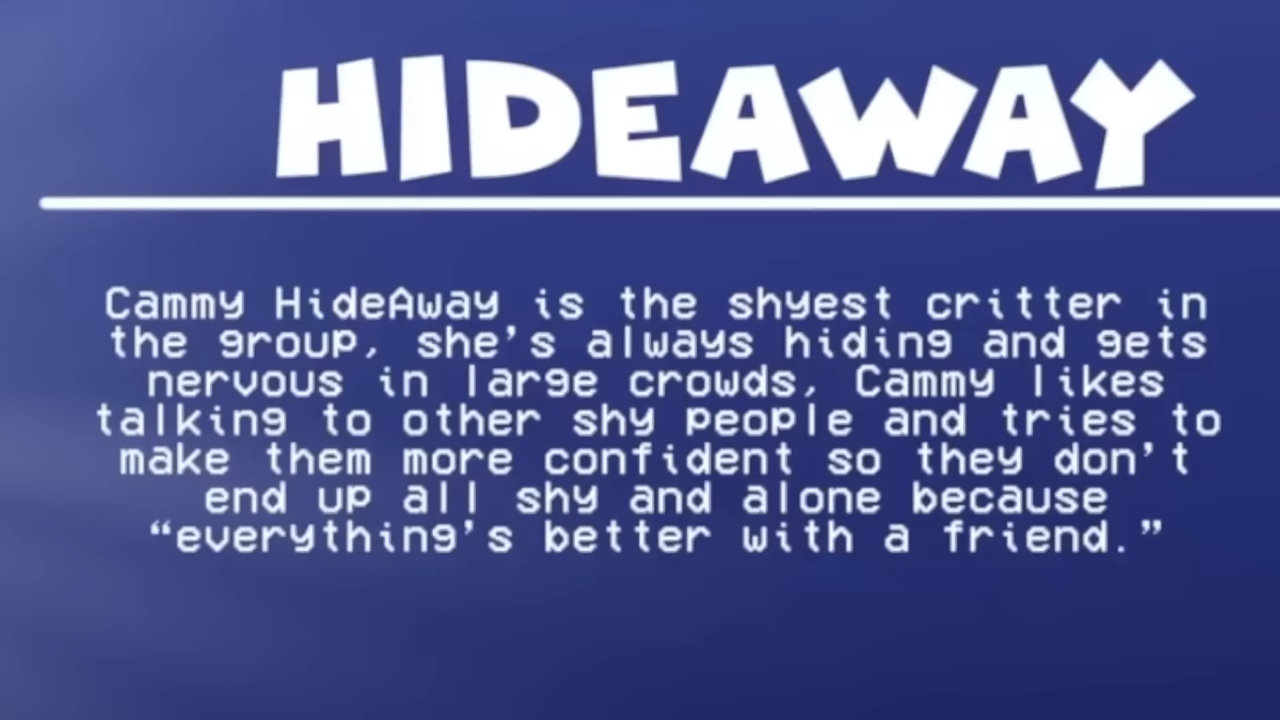 HIDEAWAY
Cammy HideAway is the shyest critter in
the group, she’s always hiding and gets
nervous in large crowds, Cammy likes
talking to other shy people and tries to
make them more confident so they don’t
end up all shy and alone because
“everything’s better with a friend.”